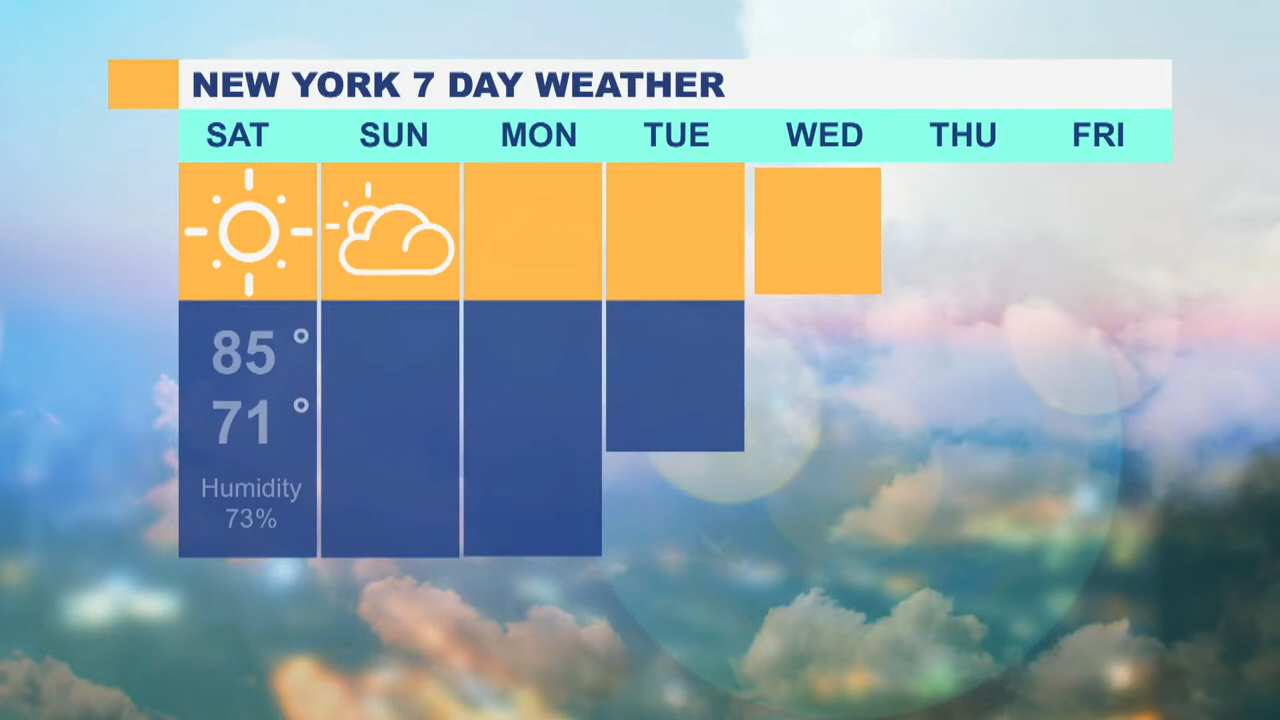 NEW YORK 7 DAY WEATHER
SAT SUN MON TUE WED THU FRI
85°
71°
Humidity
73%